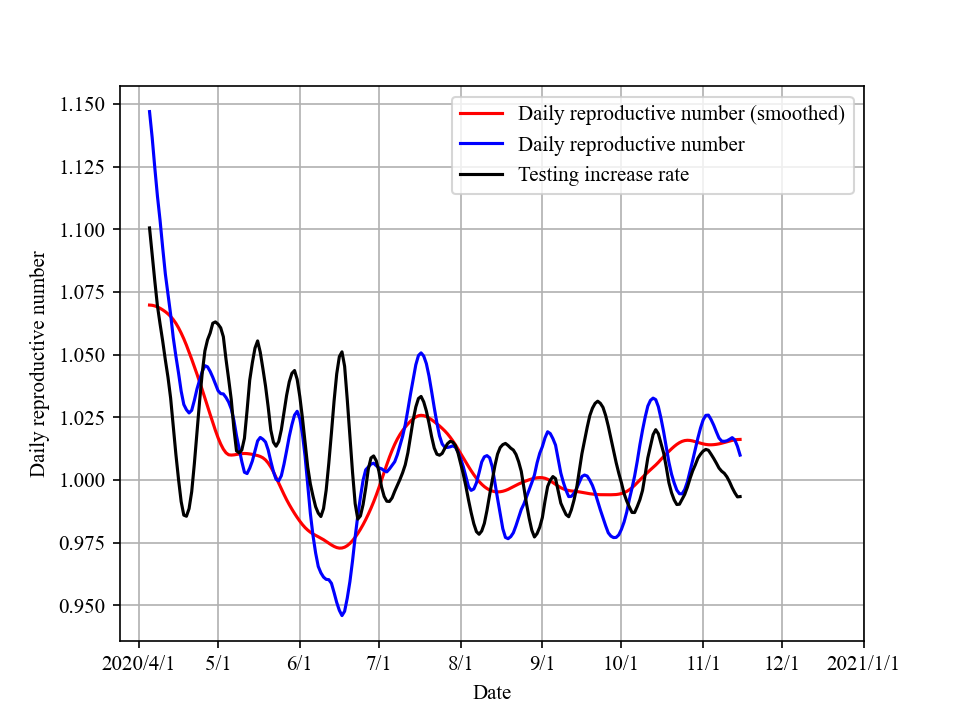 Daily reproductive number (smoothed)
Daily reproductive number
Testing increase rate
Daily reproductive number
1.150
1.125
1.100
1.075
1.050
1.025
1.000
0.975
0.950
2020/4/1 5/1 6/1 7/1 8/1 9/1 10/1 11/1 12/1 2021/1/1
Date